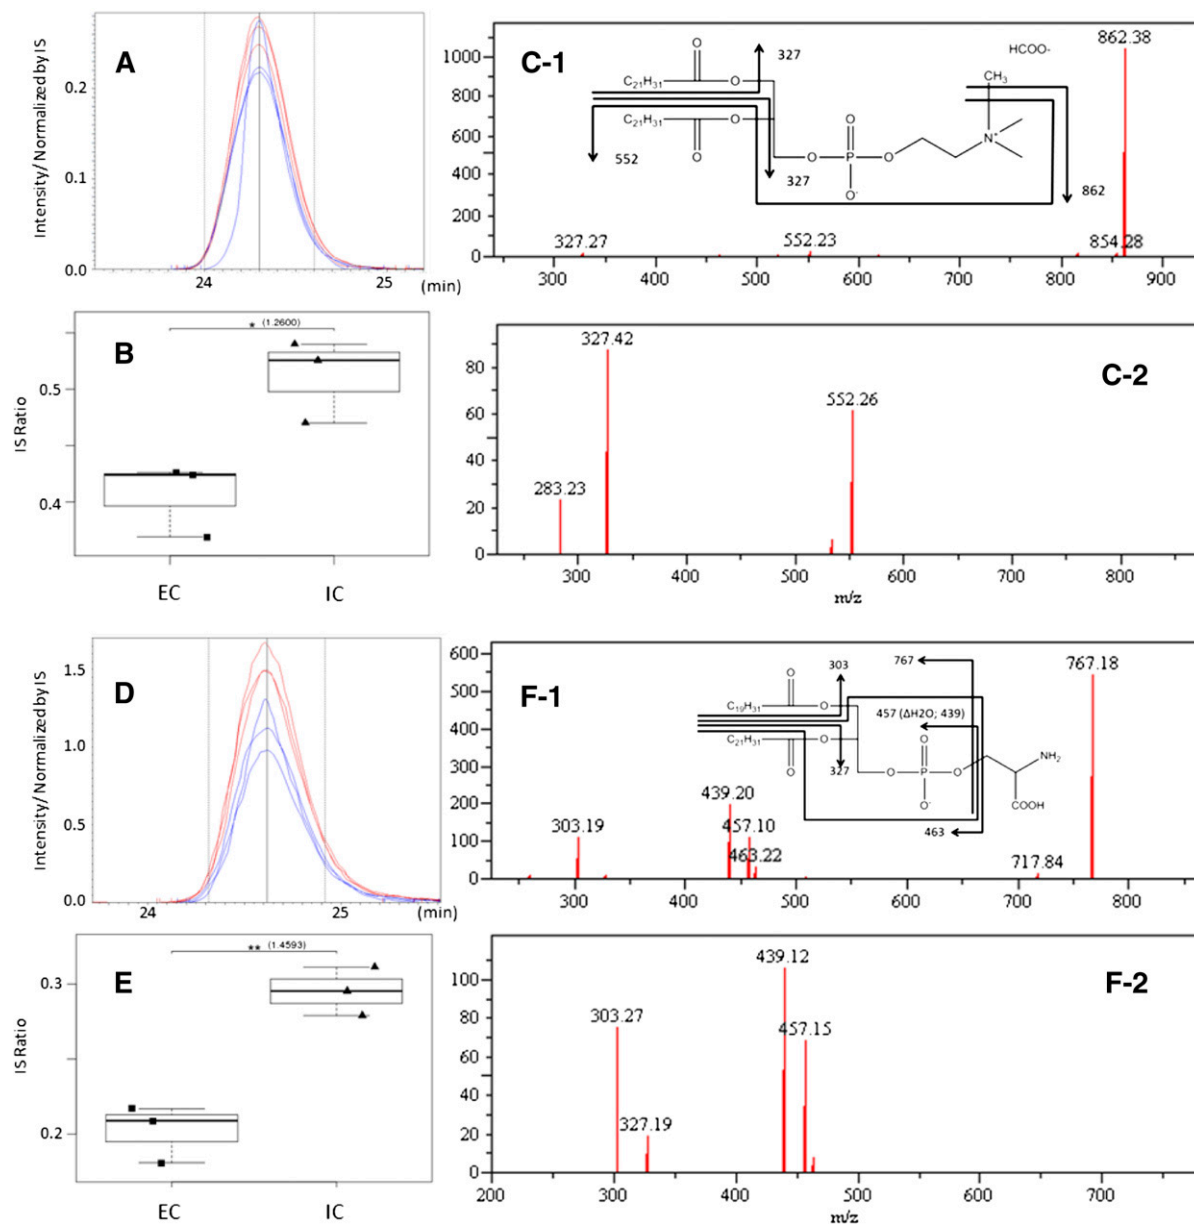 A
Intensity/ Normalized by IS
0.2
0.1
0.0
24
25
(min)
C-1
1000
800
600
400
200
0
O
C21H31
O
327
HCOO-
CH3
C21H31
O
O
552
O
P
O
O
O-
N+
327
862
862.38
327.27
552.23
854.28
300
400
500
600
700
800
900
B
IS Ratio
0.5
0.4
* (1.2600)
EC
IC
C-2
80
60
40
20
0
283.23
327.42
552.26
300
400
500
600
700
800
m/z
D
Intensity/ Normalized by IS
1.5
1.0
0.5
0.0
24
25
(min)
F-1
600
500
400
300
200
100
0
O
C19H31
O
303
767
457 (ΔH2O; 439)
C21H31
O
O
327
O
P
O
O
O-
NH2
COOH
463
767.18
303.19
439.20
457.10
463.22
717.84
300
400
500
600
700
800
E
IS Ratio
0.3
0.2
** (1.4593)
EC
IC
F-2
100
80
60
40
20
0
303.27
327.19
439.12
457.15
200
300
400
500
600
700
m/z